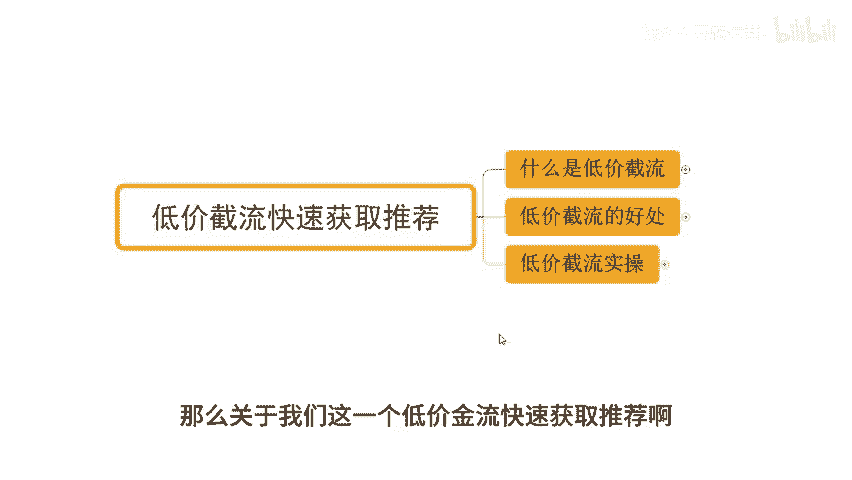 bilibili
什么是低价截流
低价截流快速获取推荐
低价截流的好处
低价截流实操
那么关于我们这一个低价金流快速获取推荐啊